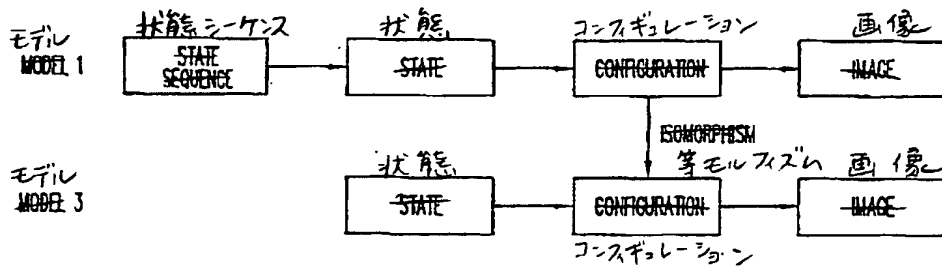 モデル
MODEL 1
状態シーケンス
STATE
SEQUENCE
状態
STATE
コンフィギュレーション
CONFIGURATION
画像
IMAGE
ISOMORPHISM
等モルフィズム
モデル
MODEL 3
状態
STATE
CONFIGURATION
コンフィギュレーション
画像
IMAGE